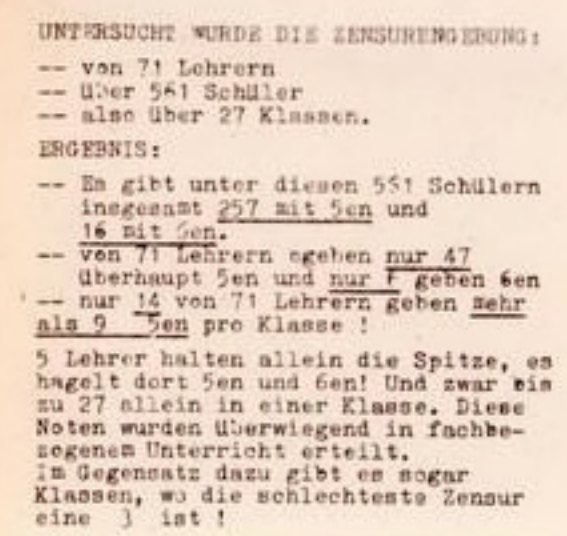 UNTERSUCHT WURDE DIE ZENSURENGEBUNG:
-- von 71 Lehrern
-- über 561 Schüler
-- also über 27 Klassen.
ERGEBNIS:
-- Es gibt unter diesen 561 Schülern
insgesamt 257 mit 5en und
16 mit 6en.
-- von 71 Lehrern ageben nur 47
überhaupt 5en und nur geben 6en
-- nur 14 von 71 Lehrern geben mehr
als 9 5en pro Klasse !
5 Lehrer halten allein die Spitze, es
hagelt dort 5en und 6en! Und zwar bis
zu 27 allein in einer Klasse. Diese
Noten wurden überwiegend in fachbe-
zogenem Unterricht erteilt.
Im Gegensatz dazu gibt es sogar
Klassen, wo die schlechteste Zensur
eine 3 ist !